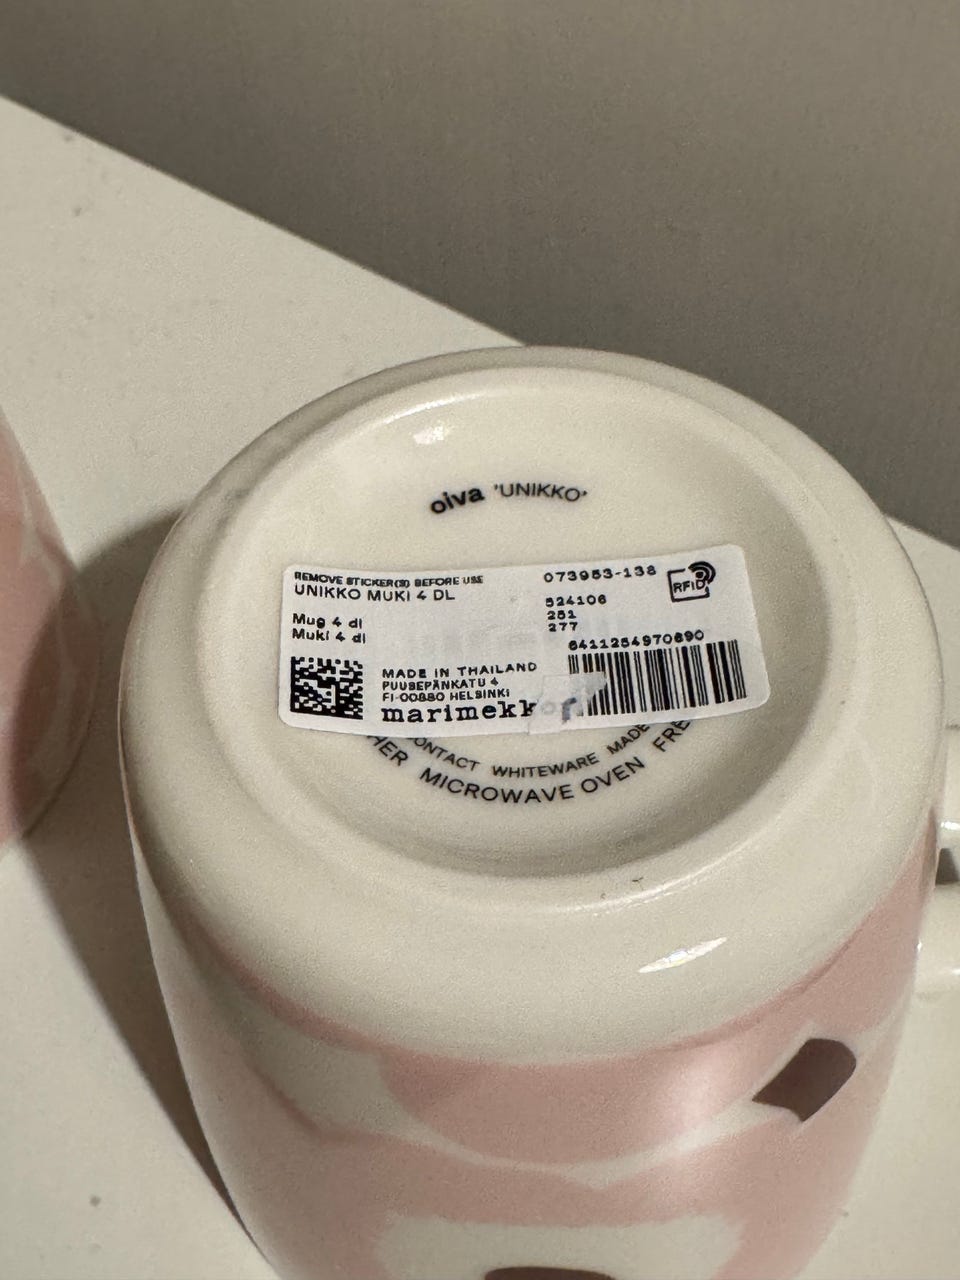 oiva 'UNIKKO'
REMOVE STICKER(S) BEFORE USE
UNIKKO MUKI 4 DL
073953-138
RFID
Mug 4 dl
Muki 4 dl
524106
251
277
6411254970690
MADE IN THAILAND
PUUSEPÄNKATU 4
FI-00880 HELSINKI
marimekko
CONTACT WHITEWARE MADE
MICROWAVE OVEN